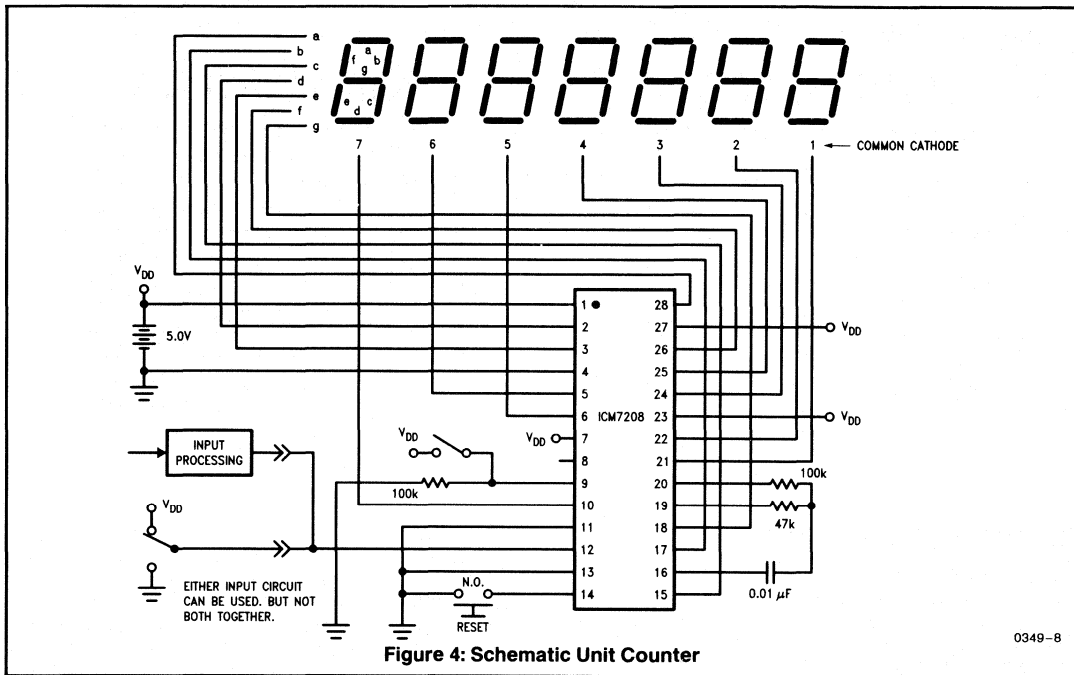 a
b
c
d
e
f
g
a
f b
g
e c
d
7 6 5 4 3 2 1 COMMON CATHODE
VDD
5.0V
1 28
2 27 VDD
3 26
4 25
5 24
6 ICM7208 23 VDD
VDD 7 22
8 21
9 20 100k
10 19 47k
11 18
12 17
13 16 0.01 μF
14 15
VDD
100k
INPUT
PROCESSING
VDD
EITHER INPUT CIRCUIT
CAN BE USED. BUT NOT
BOTH TOGETHER.
N.O.
RESET
0349–8
Figure 4: Schematic Unit Counter